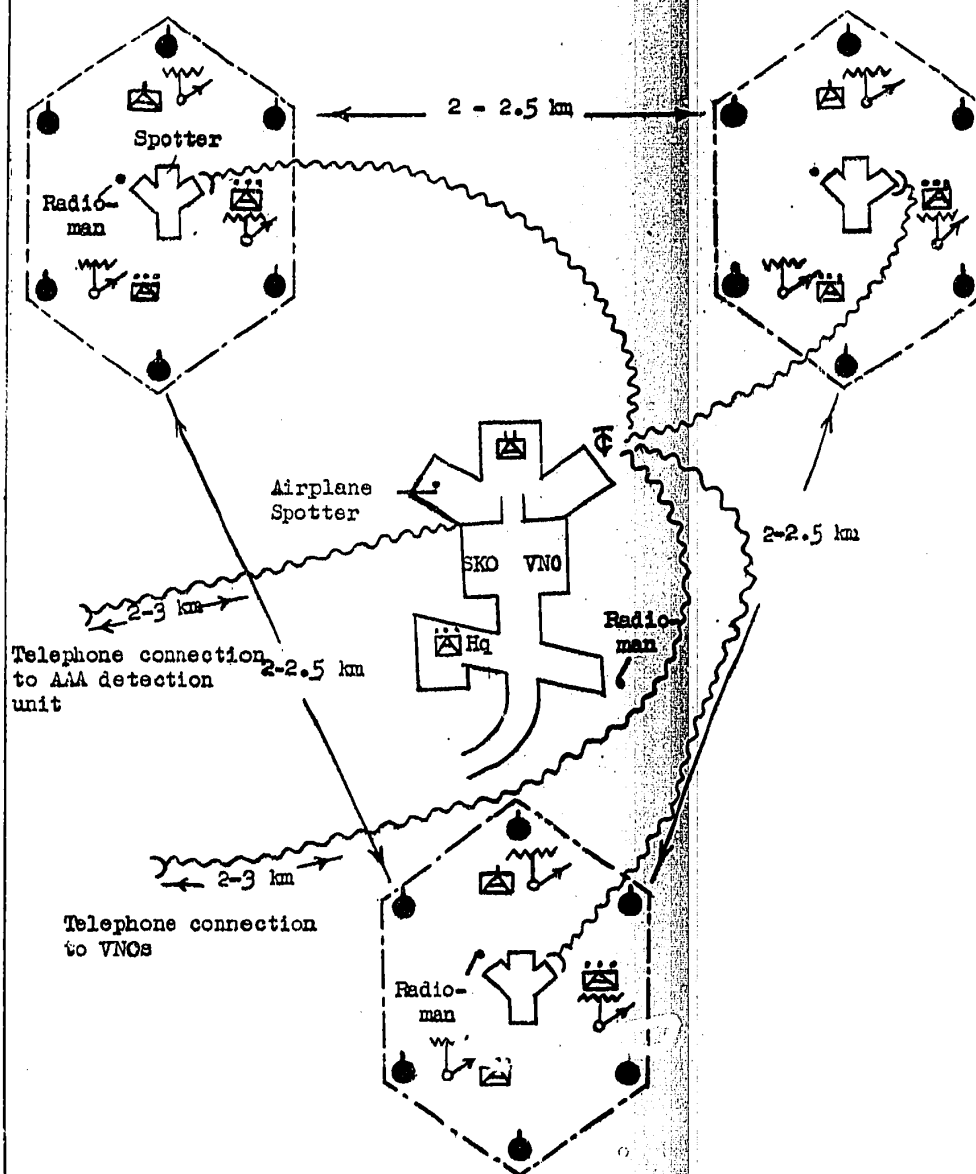 2 - 2.5 km
Spotter
Radio-
man
Airplane
Spotter
2-2.5 km
SKO VNO
2-3 km
Radio-
man
Hq
Telephone connection
to AAA detection
unit
2-2.5 km
2-3 km
Telephone connection
to VNOs
Radio-
man